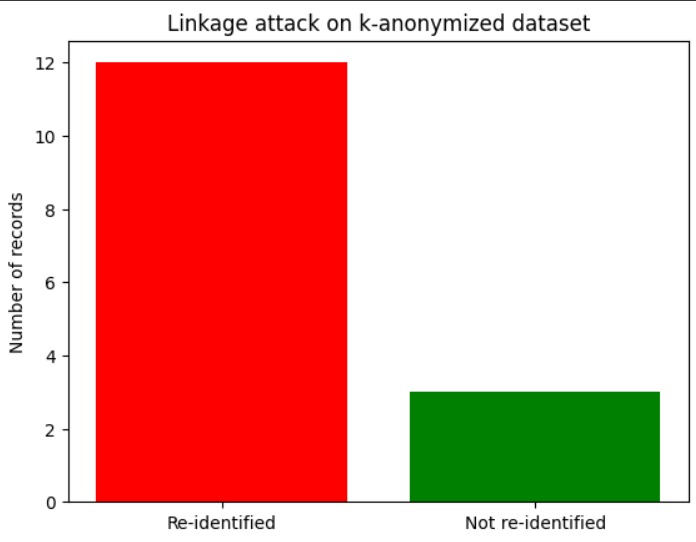 Linkage attack on k-anonymized dataset
12
10
8
6
4
2
0
Number of records
Re-identified
Not re-identified